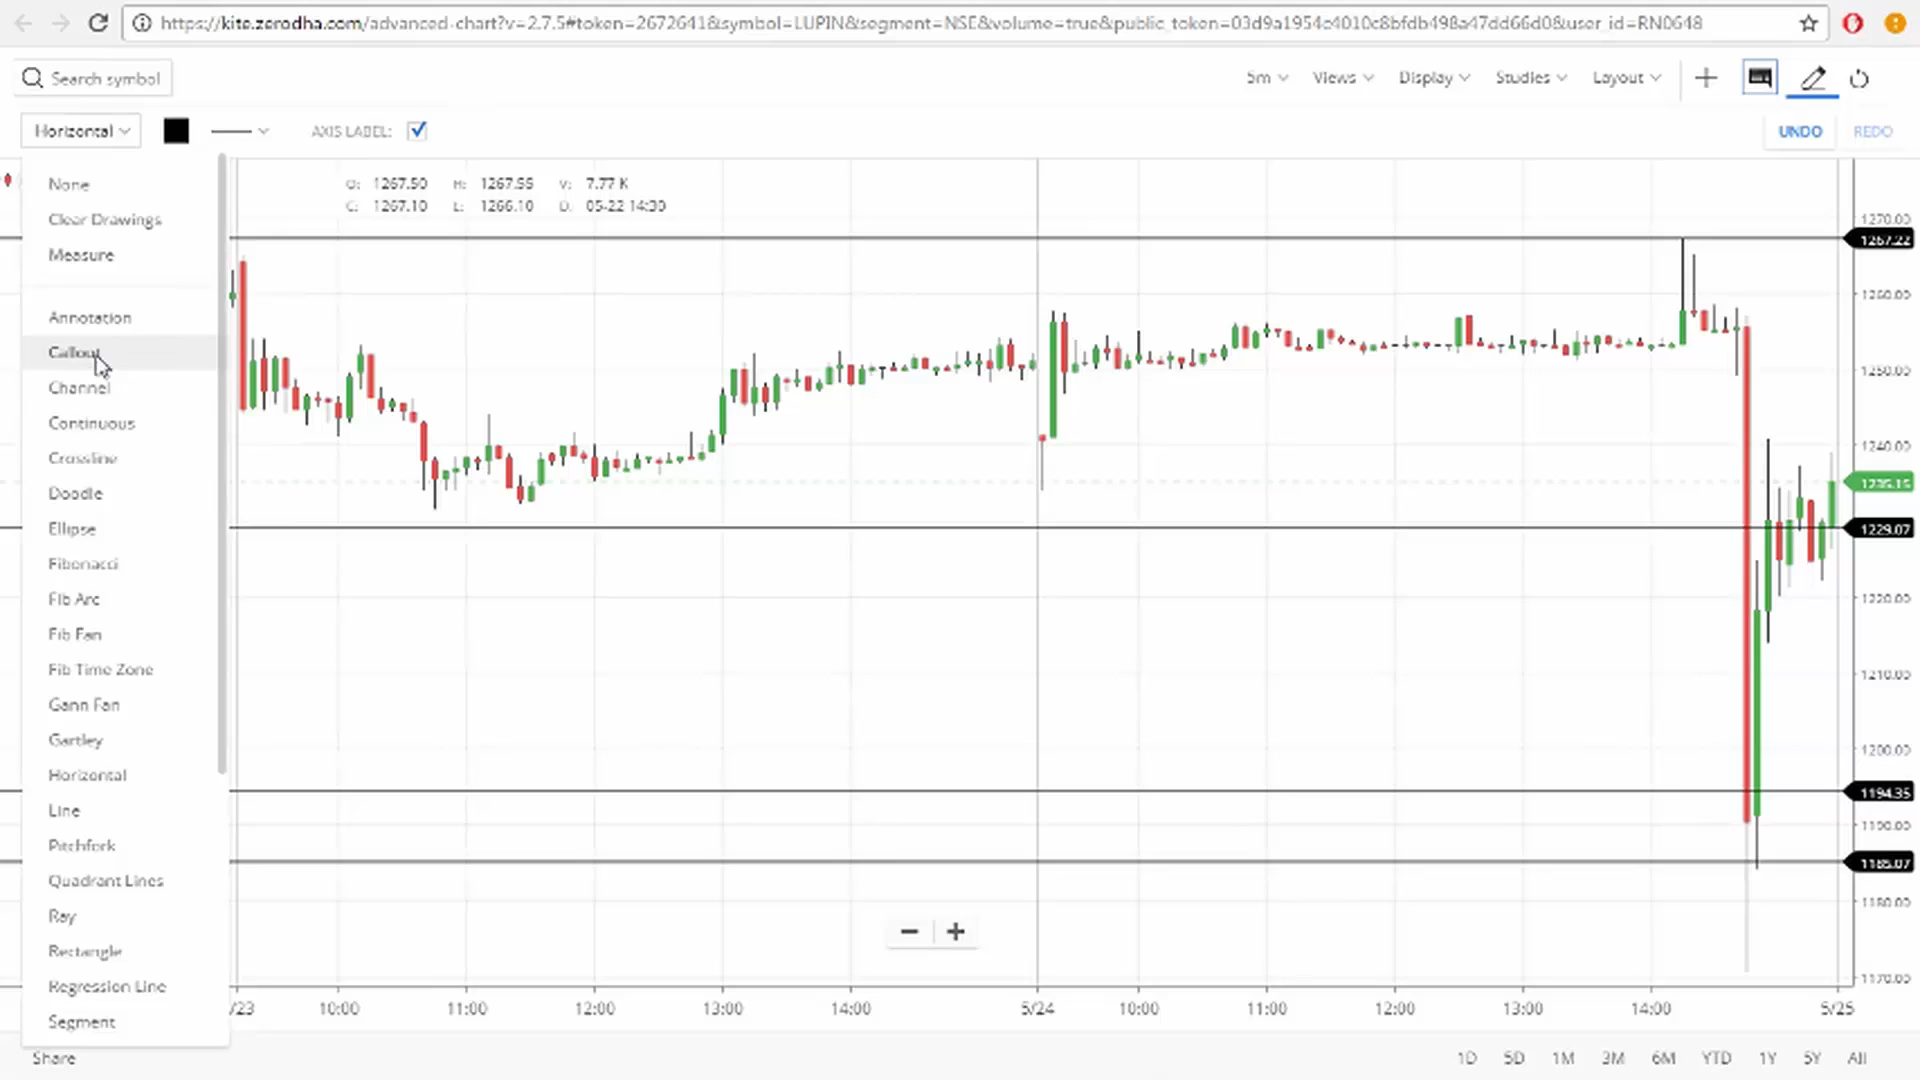 https://kite.zerodha.com/advanced-chart?v=2.7.5#token=2672641&symbol=LUPIN&segment=NSE&volume=true&public_token=03d9a1954c4010c8bfdb498a47dd66d0&user_id=RN0648
Search symbol
5m Views Display Studies Layout
Horizontal AXIS LABEL: UNDO REDO
None
Clear Drawings
Measure
Annotation
Callout
Channel
Continuous
Crossline
Doodle
Ellipse
Fibonacci
Fib Arc
Fib Fan
Fib Time Zone
Gann Fan
Gartley
Horizontal
Line
Pitchfork
Quadrant Lines
Ray
Rectangle
Regression Line
Segment
O: 1267.50 H: 1267.55 V: 7.77 K
C: 1267.10 L: 1266.10 D: 05-22 14:30
1270.00
1267.22
1260.00
1250.00
1240.00
1235.15
1229.07
1220.00
1210.00
1200.00
1194.35
1190.00
1185.07
1180.00
1170.00
/23 10:00 11:00 12:00 13:00 14:00 5/24 10:00 11:00 12:00 13:00 14:00 5/25
Share 1D 5D 1M 3M 6M YTD 1Y 5Y All